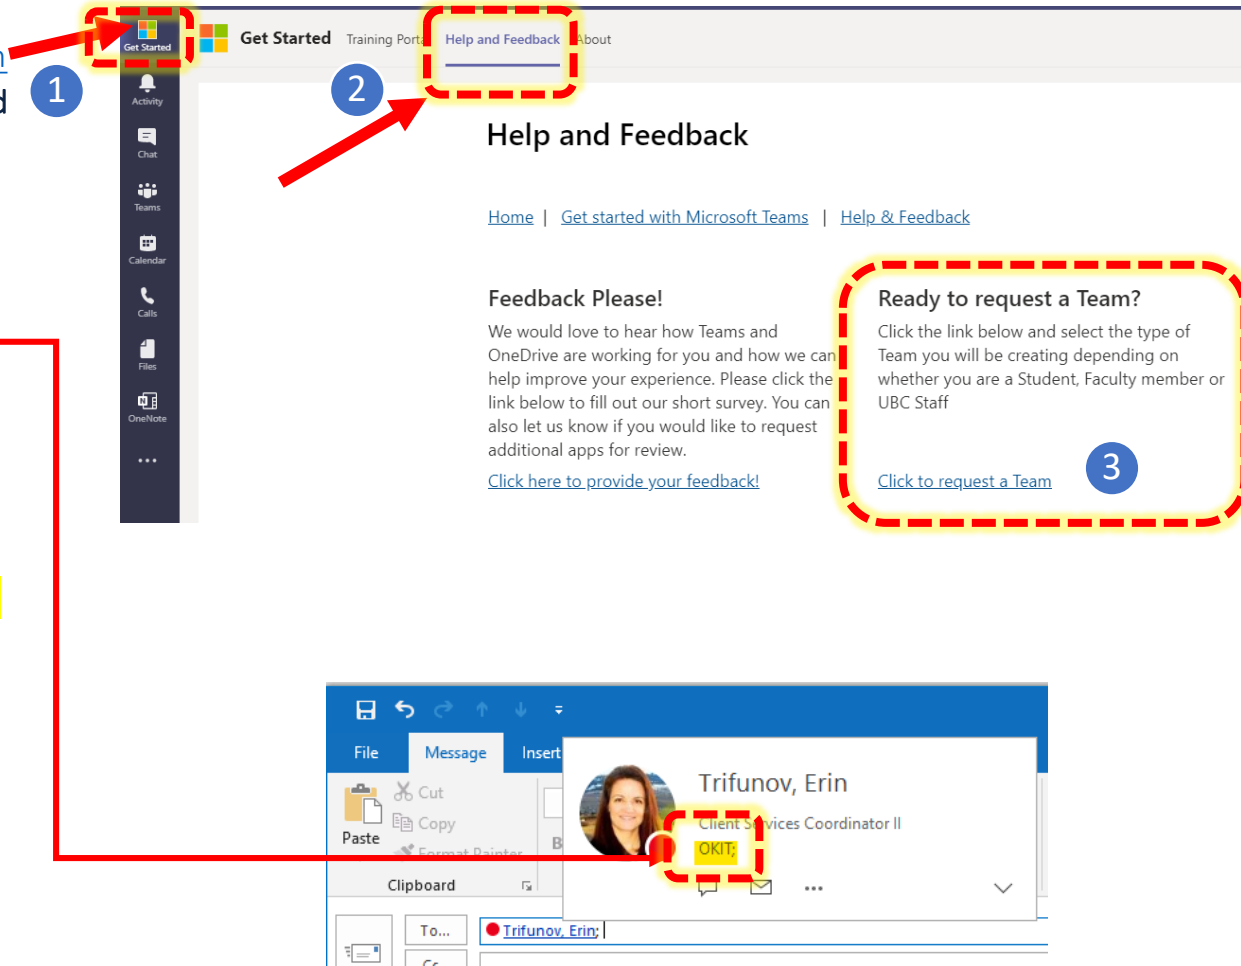 Get Started
Get Started Training Porta Help and Feedback About
1
2
Activity
Chat
Teams
Calendar
Calls
Files
OneNote
Help and Feedback
Home | Get started with Microsoft Teams | Help & Feedback
Feedback Please!
We would love to hear how Teams and
OneDrive are working for you and how we can
help improve your experience. Please click the
link below to fill out our short survey. You can
also let us know if you would like to request
additional apps for review.
Click here to provide your feedback!
Ready to request a Team?
Click the link below and select the type of
Team you will be creating depending on
whether you are a Student, Faculty member or
UBC Staff
Click to request a Team
3
File Message Insert
Cut
Copy
Format Painter
Paste
Clipboard
B
Trifunov, Erin
Client Services Coordinator II
OKIT;
To... Trifunov, Erin;